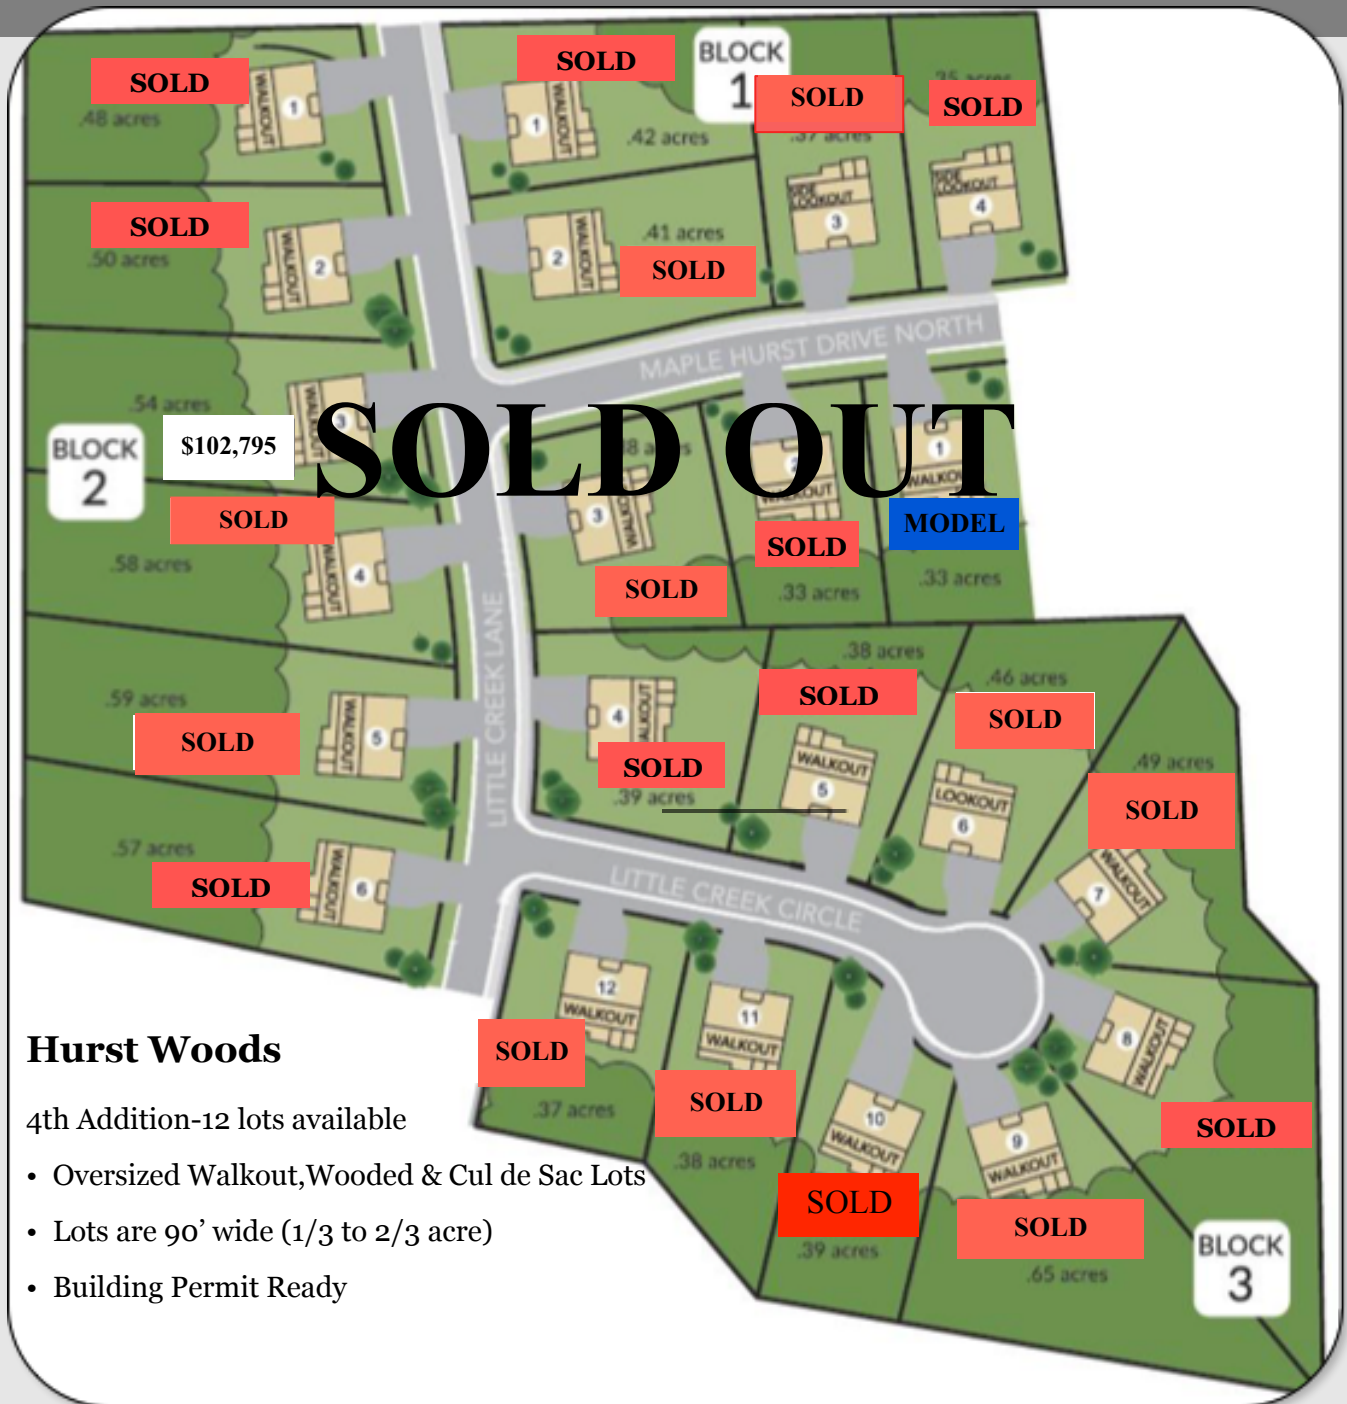 SOLD
WALKOUT
1
.48 acres
SOLD
WALKOUT
1
.42 acres
BLOCK
1
SOLD
.37 acres
SIDE
LOOKOUT
3
SOLD
SIDE
LOOKOUT
4
SOLD
.50 acres
WALKOUT
2
2
WALKOUT
.41 acres
SOLD
MAPLE HURST DRIVE NORTH
.54 acres
BLOCK
2
$102,795
3
SOLD OUT
SOLD
.58 acres
WALKOUT
4
3
WALKOUT
SOLD
WALKOUT
SOLD
.33 acres
1
MODEL
.33 acres
LITTLE CREEK LANE
.59 acres
SOLD
WALKOUT
5
4
SOLD
.39 acres
.38 acres
SOLD
WALKOUT
5
.46 acres
SOLD
LOOKOUT
6
.49 acres
SOLD
WALKOUT
7
.57 acres
SOLD
WALKOUT
6
LITTLE CREEK CIRCLE
12
WALKOUT
SOLD
.37 acres
11
WALKOUT
SOLD
.38 acres
10
WALKOUT
SOLD
.39 acres
9
WALKOUT
SOLD
.65 acres
8
WALKOUT
SOLD
BLOCK
3
Hurst Woods
4th Addition-12 lots available
• Oversized Walkout,Wooded & Cul de Sac Lots
• Lots are 90’ wide (1/3 to 2/3 acre)
• Building Permit Ready